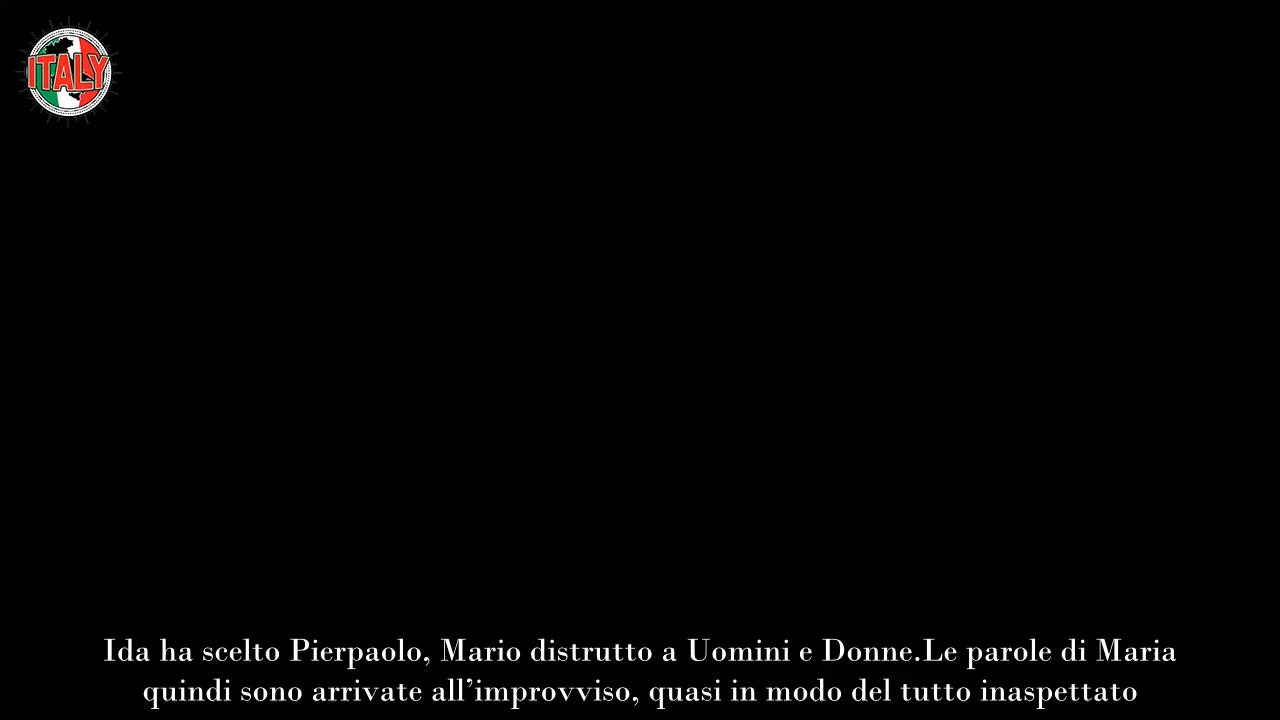 ITALY
Ida ha scelto Pierpaolo, Mario distrutto a Uomini e Donne.Le parole di Maria
quindi sono arrivate all’improvviso, quasi in modo del tutto inaspettato